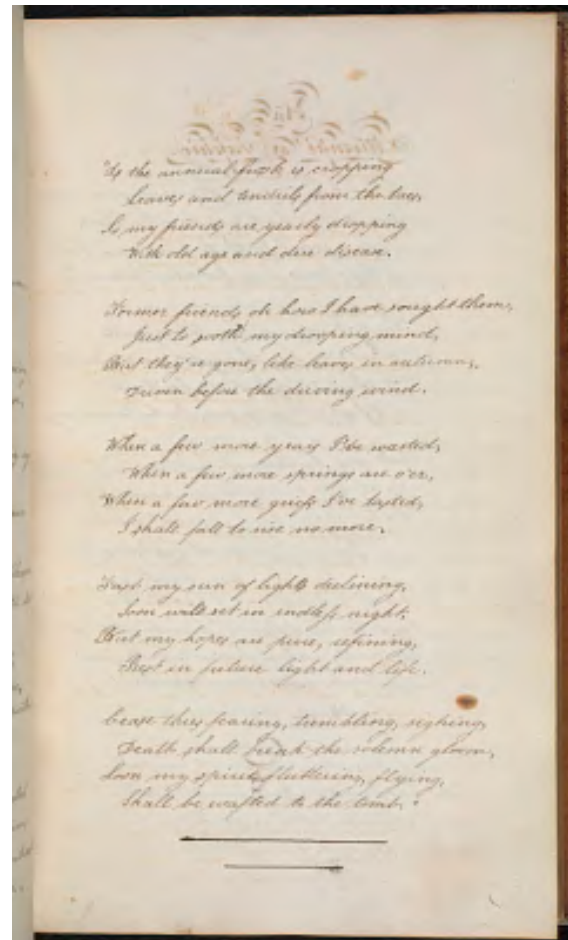 As the annual frost is cropping
Leaves and tendrils from the trees,
So my friends are yearly dropping
With old age and dire disease.
Former friends, oh how I have sought them,
Just to sooth my drooping mind,
But they're gone, like leaves in autumn,
Driven before the driving wind.
When a few more years I've wasted,
When a few more springs are o'er,
When a few more griefs I've tasted,
I shall fall to rise no more.
Fast my sun of lights declining,
Soon will set in endless night;
But my hopes are pure, refining,
Rest in future light and life.
Cease this fearing, trembling, sighing,
Death shall break the solemn gloom,
Soon my spirit, fluttering, flying,
Shall be wafted to the tomb.